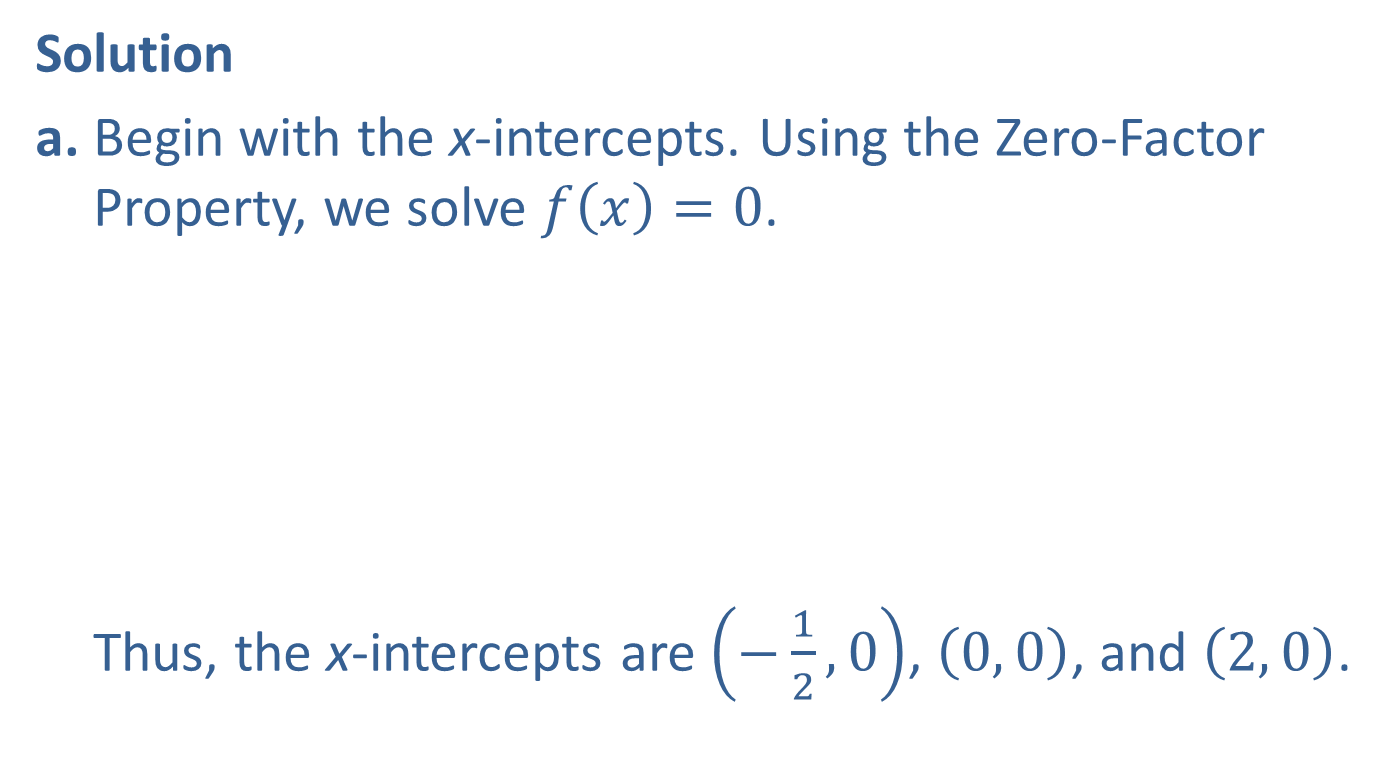 Solution
a. Begin with the x-intercepts. Using the Zero-Factor
Property, we solve f(x) = 0.
Thus, the x-intercepts are (−1/2, 0), (0, 0), and (2, 0).